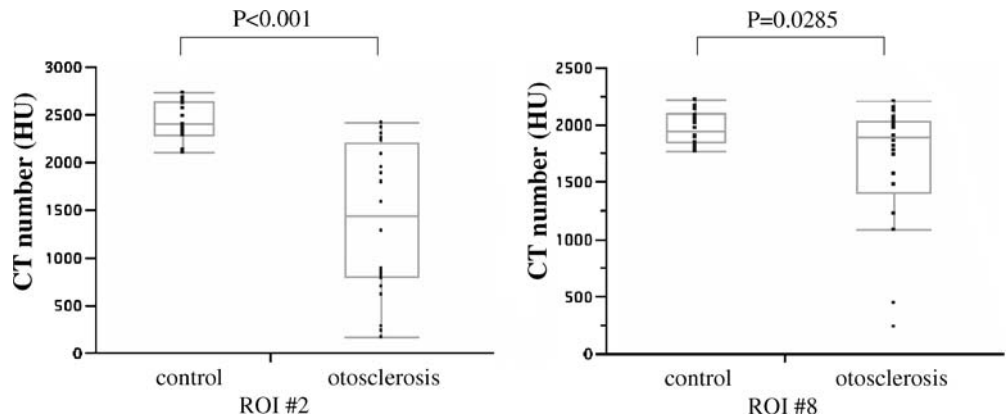 P<0.001
CT number (HU)
3000
2500
2000
1500
1000
500
0
control otosclerosis
ROI #2
P=0.0285
CT number (HU)
2500
2000
1500
1000
500
0
control otosclerosis
ROI #8